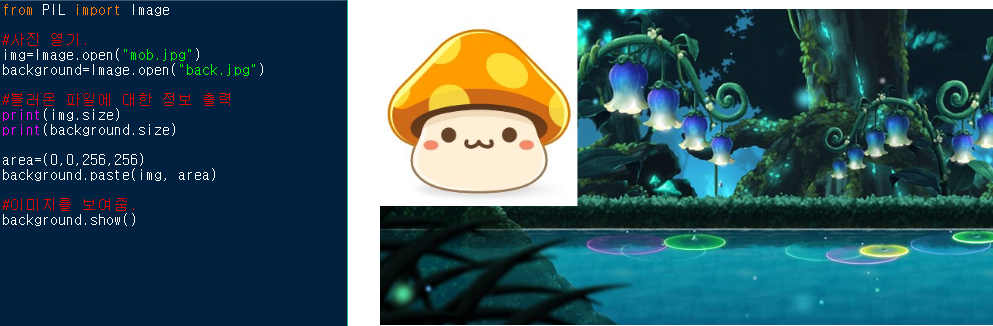 from PIL import Image
#사진 열기.
img=Image.open("mob.jpg")
background=Image.open("back.jpg")
#불러온 파일에 대한 정보 출력
print(img.size)
print(background.size)
area=(0,0,256,256)
background.paste(img, area)
#이미지를 보여줌.
background.show()